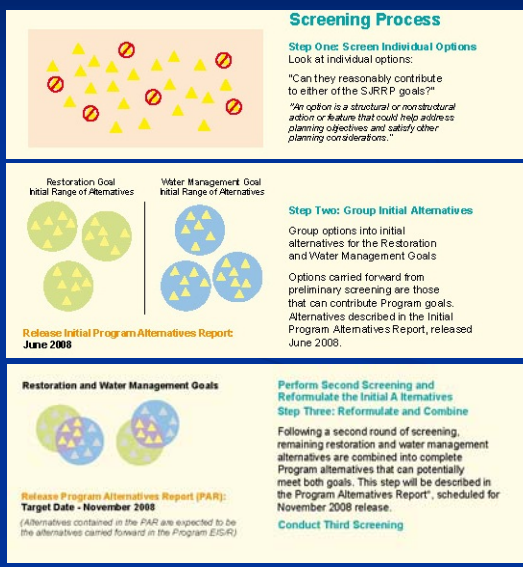 Screening Process
Step One: Screen Individual Options
Look at individual options:
"Can they reasonably contribute
to either of the SJRRP goals?"
"An option is a structural or nonstructural
action or feature that could help address
planning objectives and satisfy other
planning considerations."
Restoration Goal
Initial Range of Alternatives
Water Management Goal
Initial Range of Alternatives
Release Initial Program Alternatives Report:
June 2008
Step Two: Group Initial Alternatives
Group options into initial
alternatives for the Restoration
and Water Management Goals
Options carried forward from
preliminary screening are those
that can contribute Program goals.
Alternatives described in the Initial
Program Alternatives Report, released
June 2008.
Restoration and Water Management Goals
Release Program Alternatives Report (PAR):
Target Date - November 2008
(Alternatives contained in the PAR are expected to be
the alternatives carried forward in the Program EIS/R)
Perform Second Screening and
Reformulate the Initial A lternatives
Step Three: Reformulate and Combine
Following a second round of screening,
remaining restoration and water management
alternatives are combined into complete
Program alternatives that can potentially
meet both goals. This step will be described in
the Program Alternatives Report", scheduled for
November 2008 release.
Conduct Third Screening